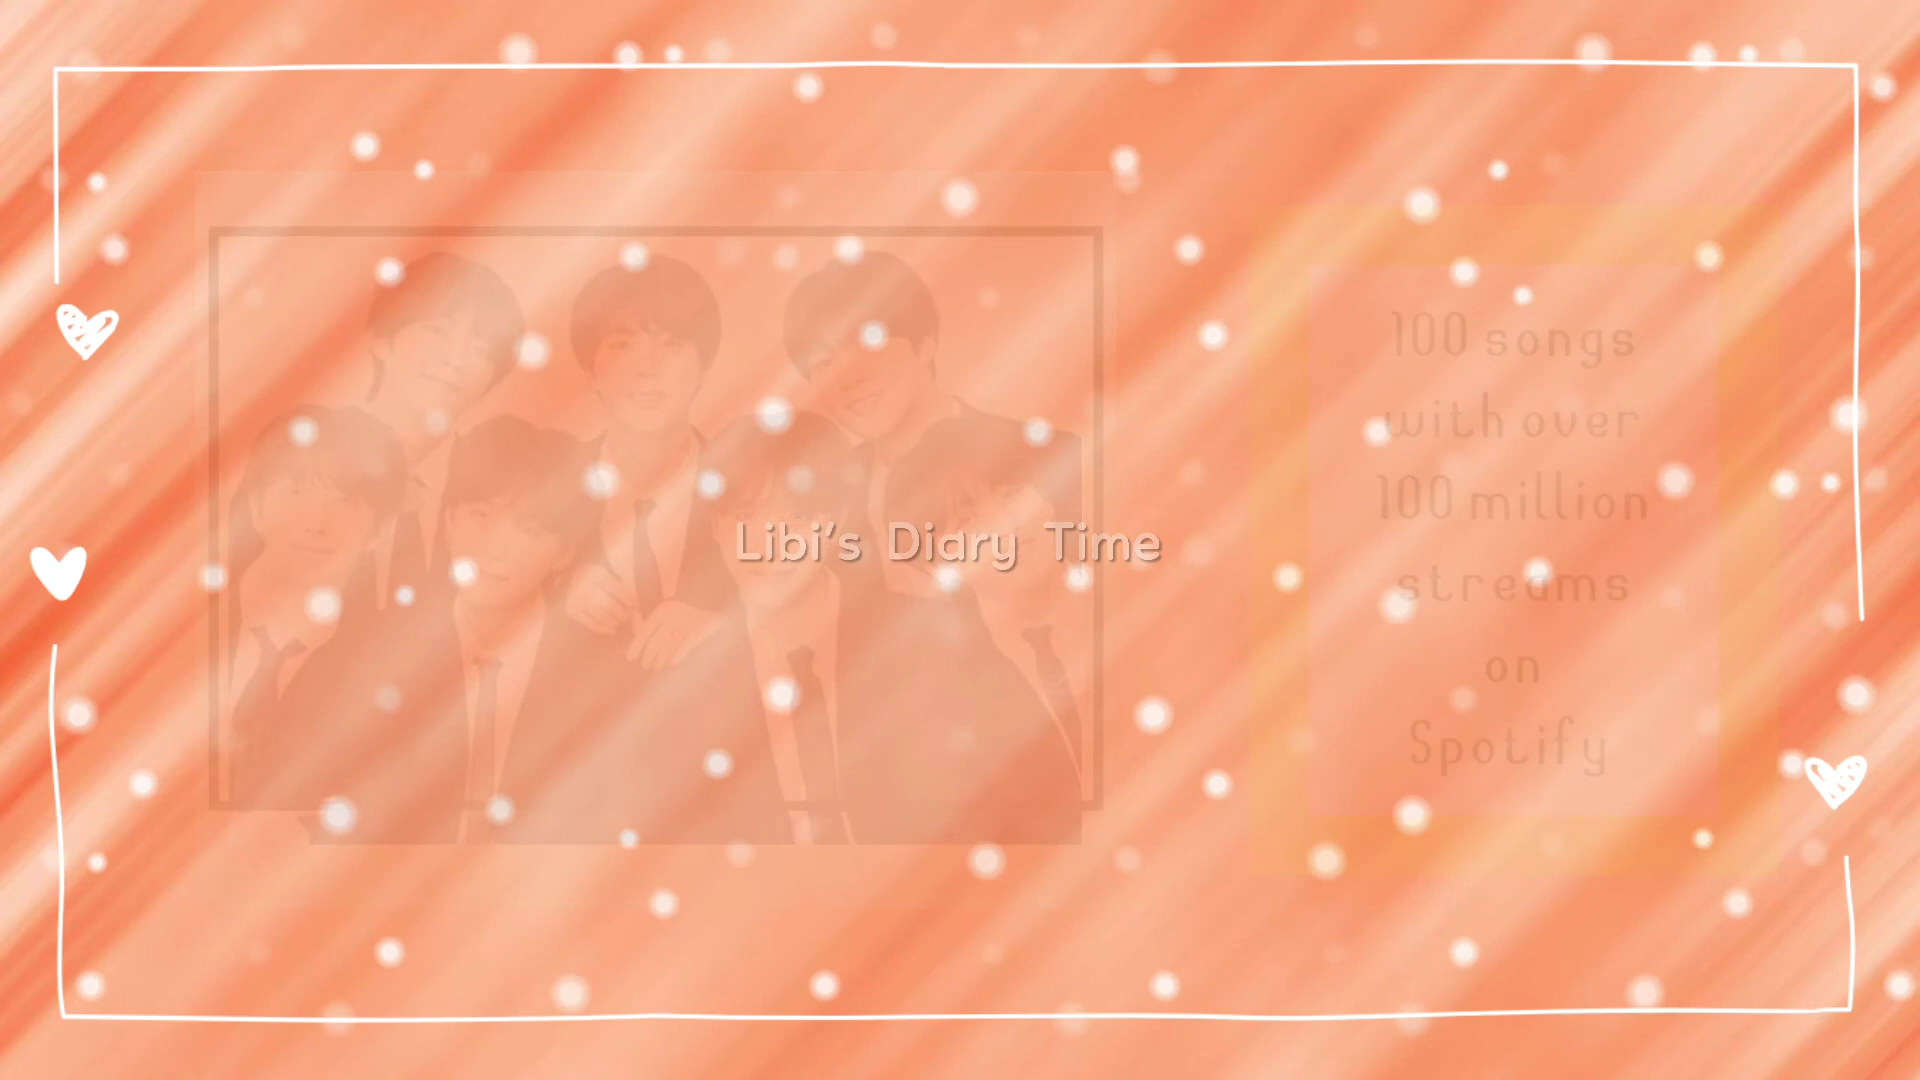 Libi's Diary Time
100 songs
with over
100 million
streams
on
Spotify